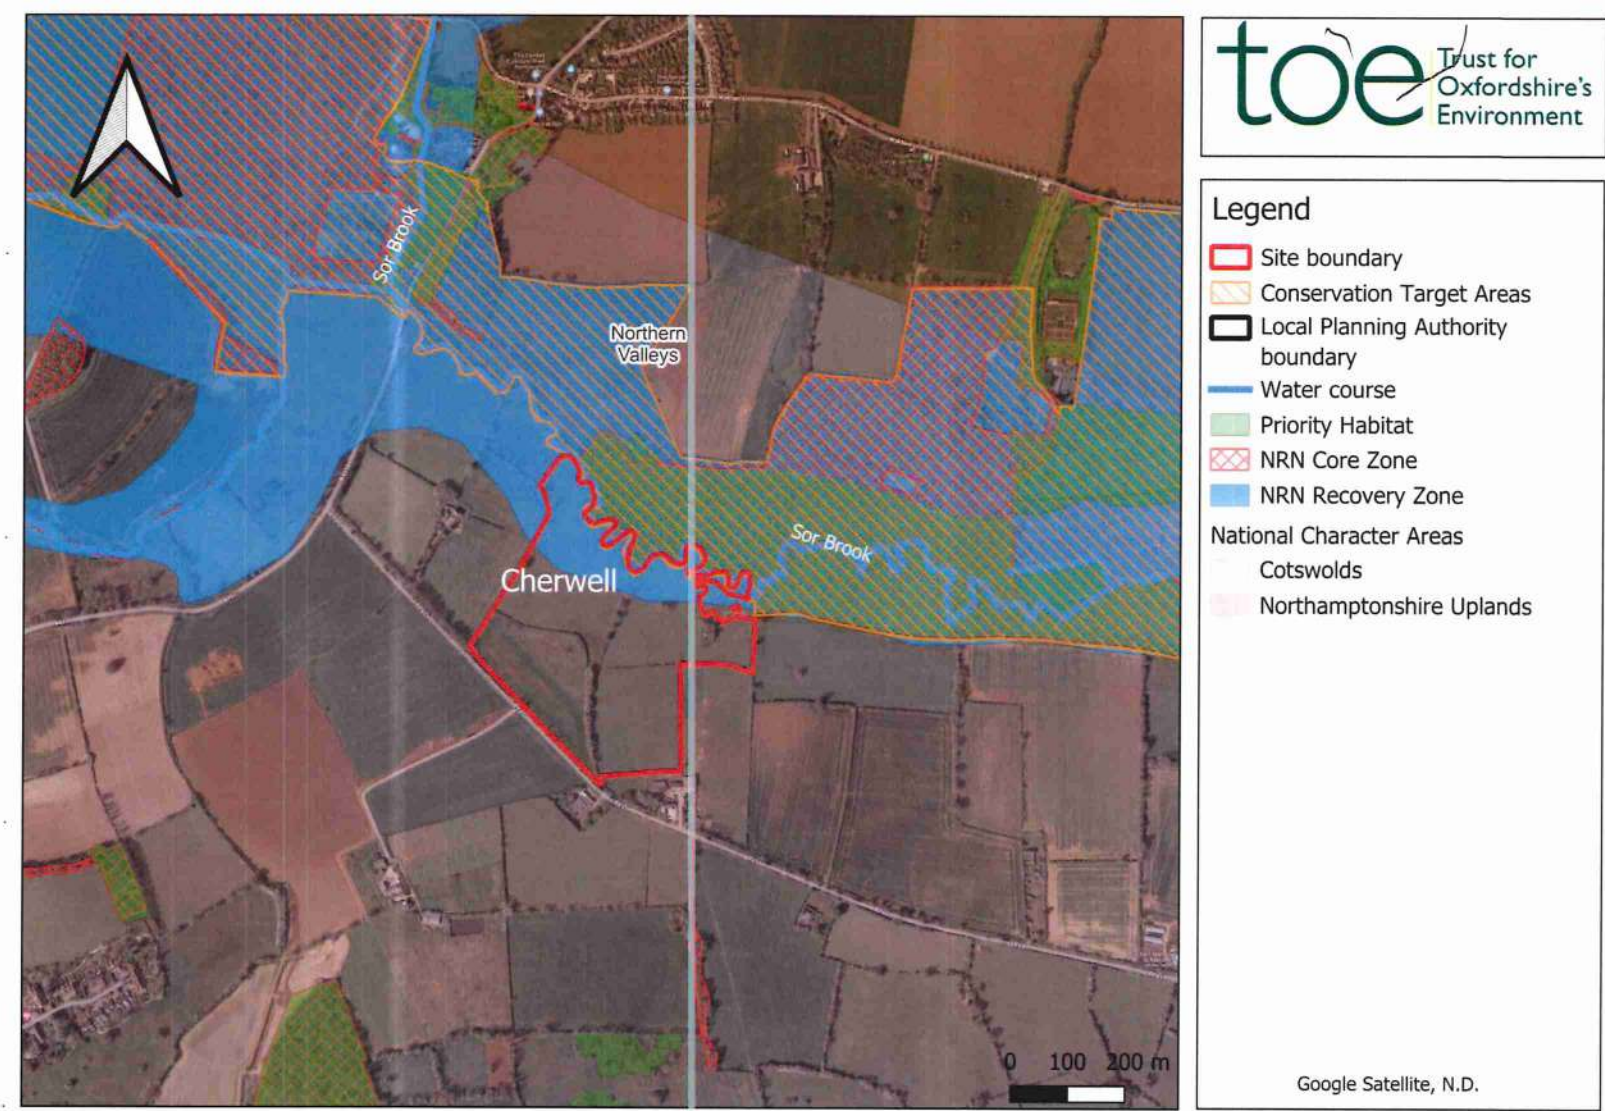 toe
Trust for
Oxfordshire's
Environment
Legend
Site boundary
Conservation Target Areas
Local Planning Authority
boundary
Water course
Priority Habitat
NRN Core Zone
NRN Recovery Zone
National Character Areas
Cotswolds
Northamptonshire Uplands
Google Satellite, N.D.
Sor Brook
Northern
Valleys
Sor Brook
Cherwell
0 100 200 m